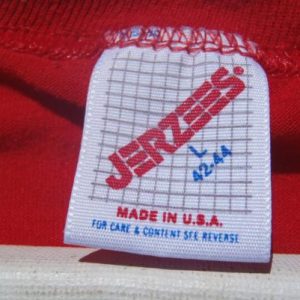 JERZEES®
L
42-44
MADE IN U.S.A.
FOR CARE & CONTENT SEE REVERSE